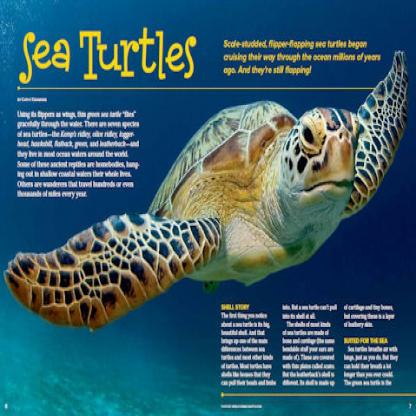 Sea Turtles
Scale-studded, flipper-flapping sea turtles began
cruising their way through the ocean millions of years
ago. And they're still flapping!
Using its flippers as wings, this green sea turtle "flies"
gracefully through the water. There are seven species
of sea turtles—the Kemp's ridley, olive ridley, logger-
head, hawksbill, flatback, green, and leatherback—and
they live in most ocean waters around the world.
Some of these ancient reptiles are homebodies, hang-
ing out in shallow coastal waters their whole lives.
Others are wanderers that travel hundreds or even
thousands of miles every year.
SHELL STORY
The first thing you notice
about a sea turtle is its big,
beautiful shell. And that
brings up one of the main
differences between sea
turtles and most other kinds
of turtles. Most turtles have
shells like houses that they
can pull their heads and limbs
into. But a sea turtle can't pull
into its shell at all.
The shells of most kinds
of sea turtles are made of
bone and cartilage (the same
bendable stuff your ears are
made of). These are covered
with thin plates called scutes.
But the leatherback's shell is
different. Its shell is made up
of cartilage and tiny bones,
but covering these is a layer
of leathery skin.
SUITED FOR THE SEA
Sea turtles breathe air with
lungs, just as you do. But they
can hold their breath a lot
longer than you ever could.
The green sea turtle is the
6
7